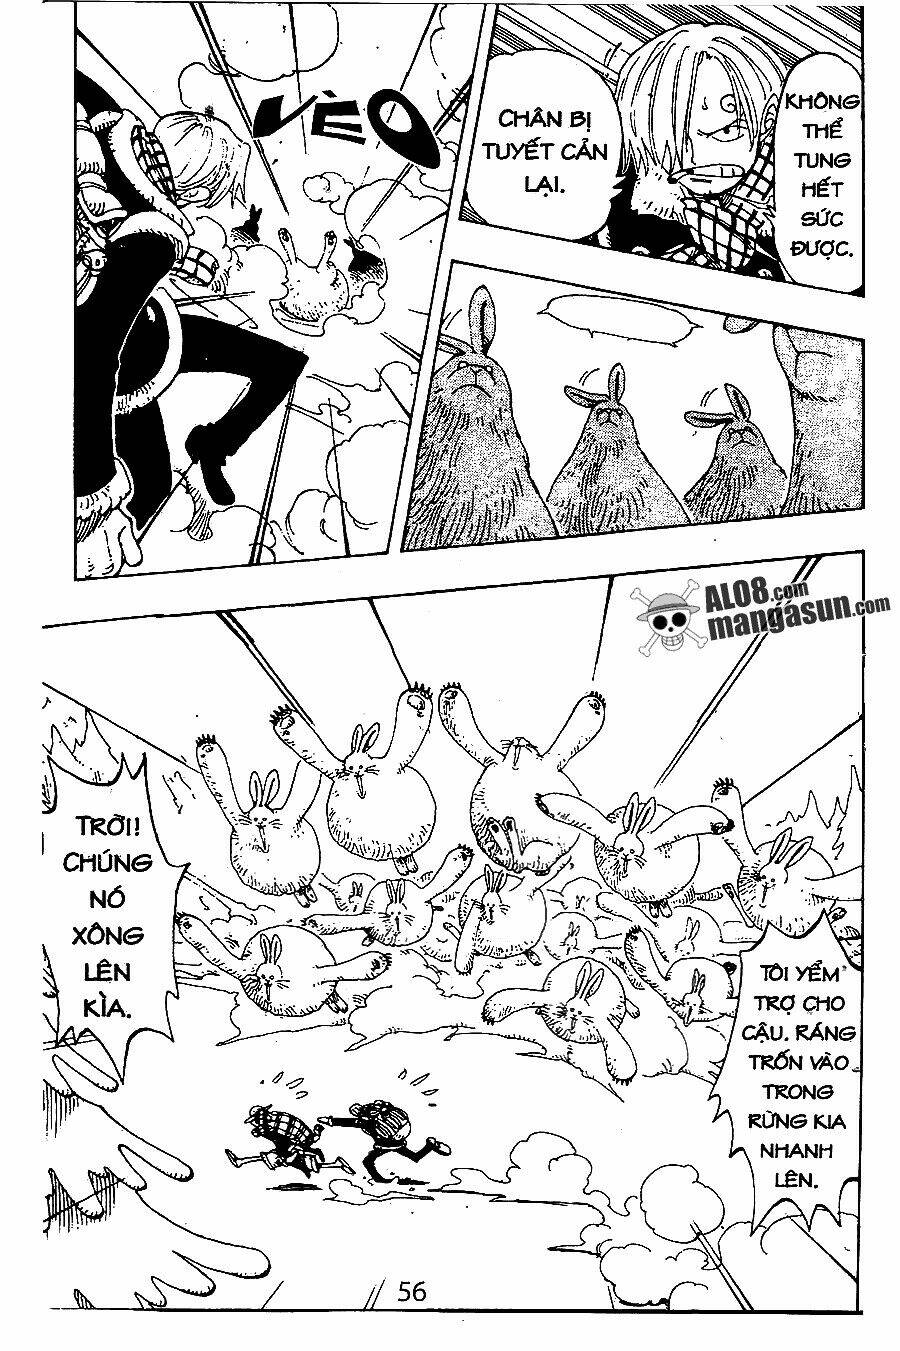 KHÔNG
THỂ
TUNG
HẾT
SỨC
ĐƯỢC.
CHÂN BỊ
TUYẾT CẢN
LẠI.
VÈO
AL08.com
mangasun.com
TRỜI!
CHÚNG
NÓ
XÔNG
LÊN
KÌA.
TÔI YỂM
TRỢ CHO
CẬU. RÁNG
TRỐN VÀO
TRONG
RỪNG KIA
NHANH
LÊN.
56